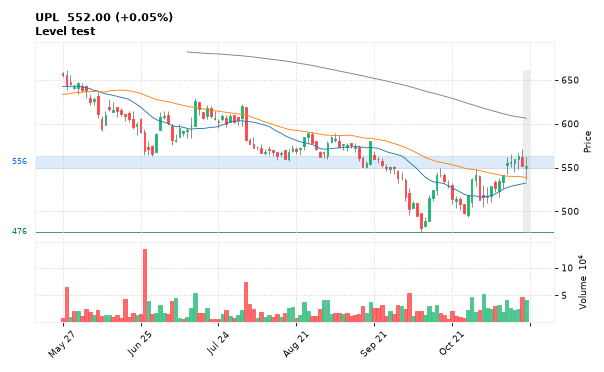 UPL  552.00 (+0.05%)
Level test
650
600
550
500
Price
556
476
10
5
Volume 10⁴
May 27
Jun 25
Jul 24
Aug 21
Sep 21
Oct 21